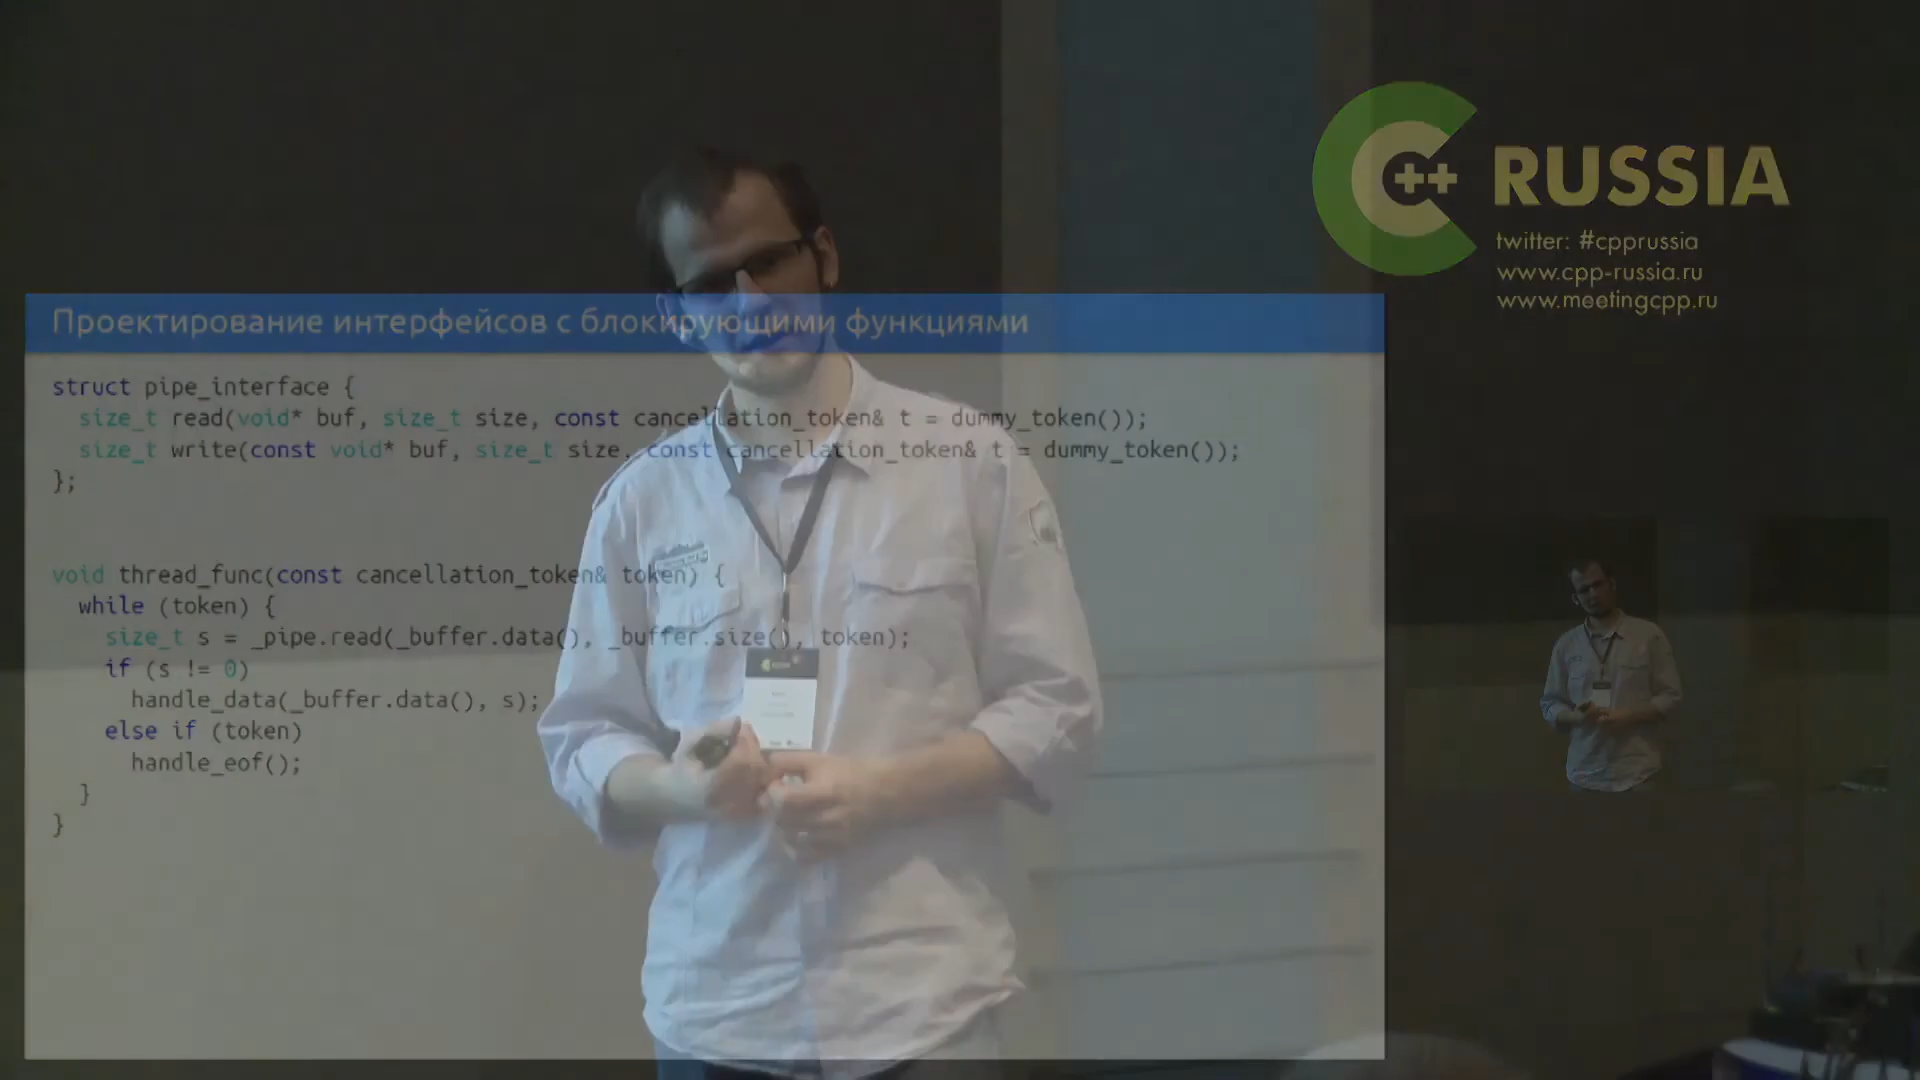 C++ RUSSIA
twitter: #cpprussia
www.cpp-russia.ru
www.meetingcpp.ru
Проектирование интерфейсов с блокирующими функциями
struct pipe_interface {
size_t read(void* buf, size_t size, const cancellation_token& t = dummy_token());
size_t write(const void* buf, size_t size, const cancellation_token& t = dummy_token());
};
void thread_func(const cancellation_token& token) {
while (token) {
size_t s = _pipe.read(_buffer.data(), _buffer.size(), token);
if (s != 0)
handle_data(_buffer.data(), s);
else if (token)
handle_eof();
}
}